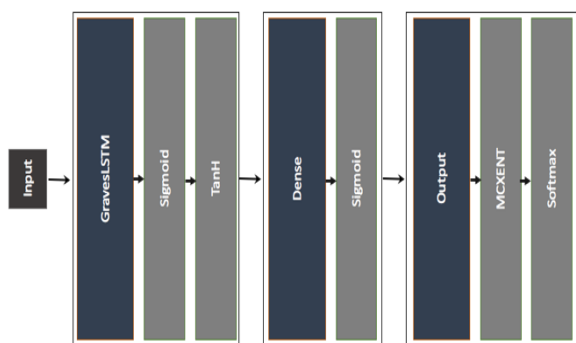 Input
GravesLSTM
Sigmoid
TanH
Dense
Sigmoid
Output
MCXENT
Softmax